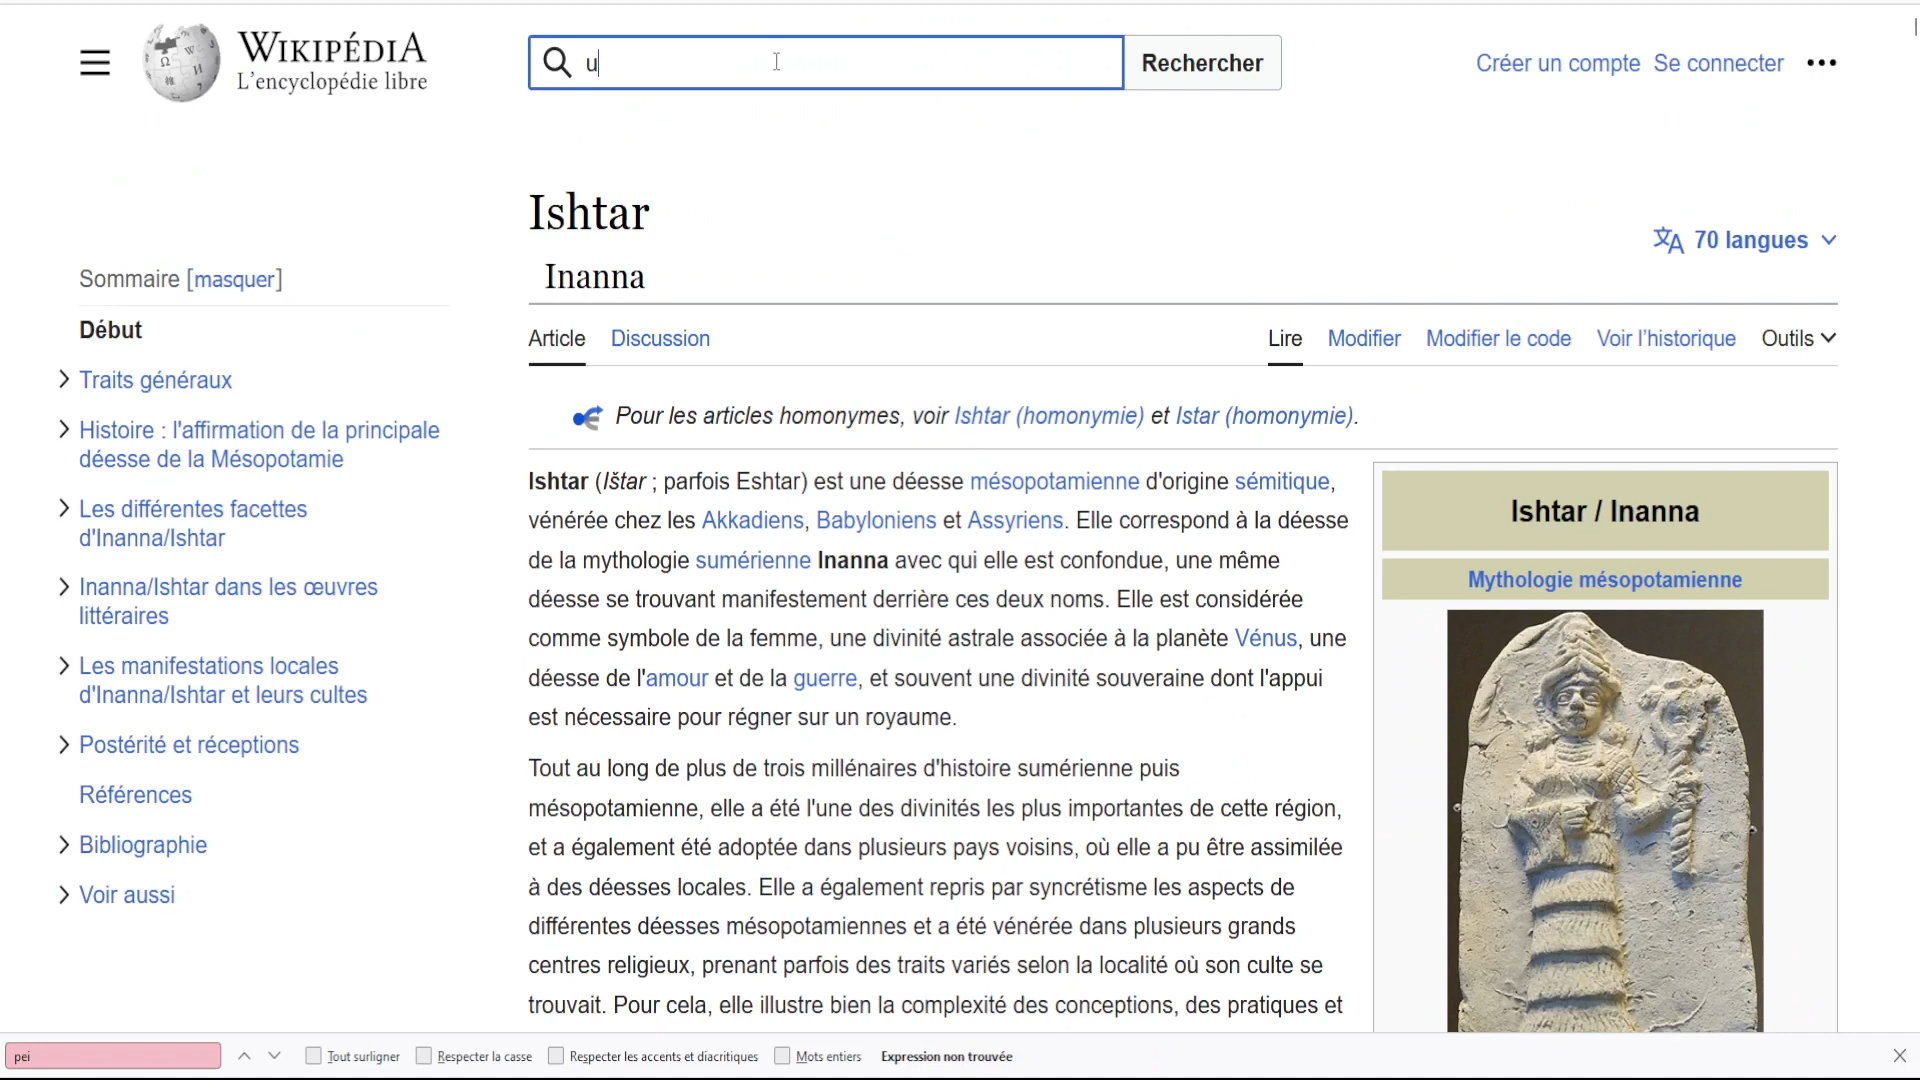 WIKIPÉDIA
L'encyclopédie libre
u
Rechercher
Créer un compte Se connecter
Ishtar
Inanna
70 langues
Article Discussion
Lire Modifier Modifier le code Voir l'historique Outils
Sommaire [masquer]
Début
Traits généraux
Histoire : l'affirmation de la principale
déesse de la Mésopotamie
Les différentes facettes
d'Inanna/Ishtar
Inanna/Ishtar dans les œuvres
littéraires
Les manifestations locales
d'Inanna/Ishtar et leurs cultes
Postérité et réceptions
Références
Bibliographie
Voir aussi
Pour les articles homonymes, voir Ishtar (homonymie) et Istar (homonymie).
Ishtar (Ištar ; parfois Eshtar) est une déesse mésopotamienne d'origine sémitique,
vénérée chez les Akkadiens, Babyloniens et Assyriens. Elle correspond à la déesse
de la mythologie sumérienne Inanna avec qui elle est confondue, une même
déesse se trouvant manifestement derrière ces deux noms. Elle est considérée
comme symbole de la femme, une divinité astrale associée à la planète Vénus, une
déesse de l'amour et de la guerre, et souvent une divinité souveraine dont l'appui
est nécessaire pour régner sur un royaume.
Tout au long de plus de trois millénaires d'histoire sumérienne puis
mésopotamienne, elle a été l'une des divinités les plus importantes de cette région,
et a également été adoptée dans plusieurs pays voisins, où elle a pu être assimilée
à des déesses locales. Elle a également repris par syncrétisme les aspects de
différentes déesses mésopotamiennes et a été vénérée dans plusieurs grands
centres religieux, prenant parfois des traits variés selon la localité où son culte se
trouvait. Pour cela, elle illustre bien la complexité des conceptions, des pratiques et
Ishtar / Inanna
Mythologie mésopotamienne
pei
Tout surligner Respecter la casse Respecter les accents et diacritiques Mots entiers Expression non trouvée